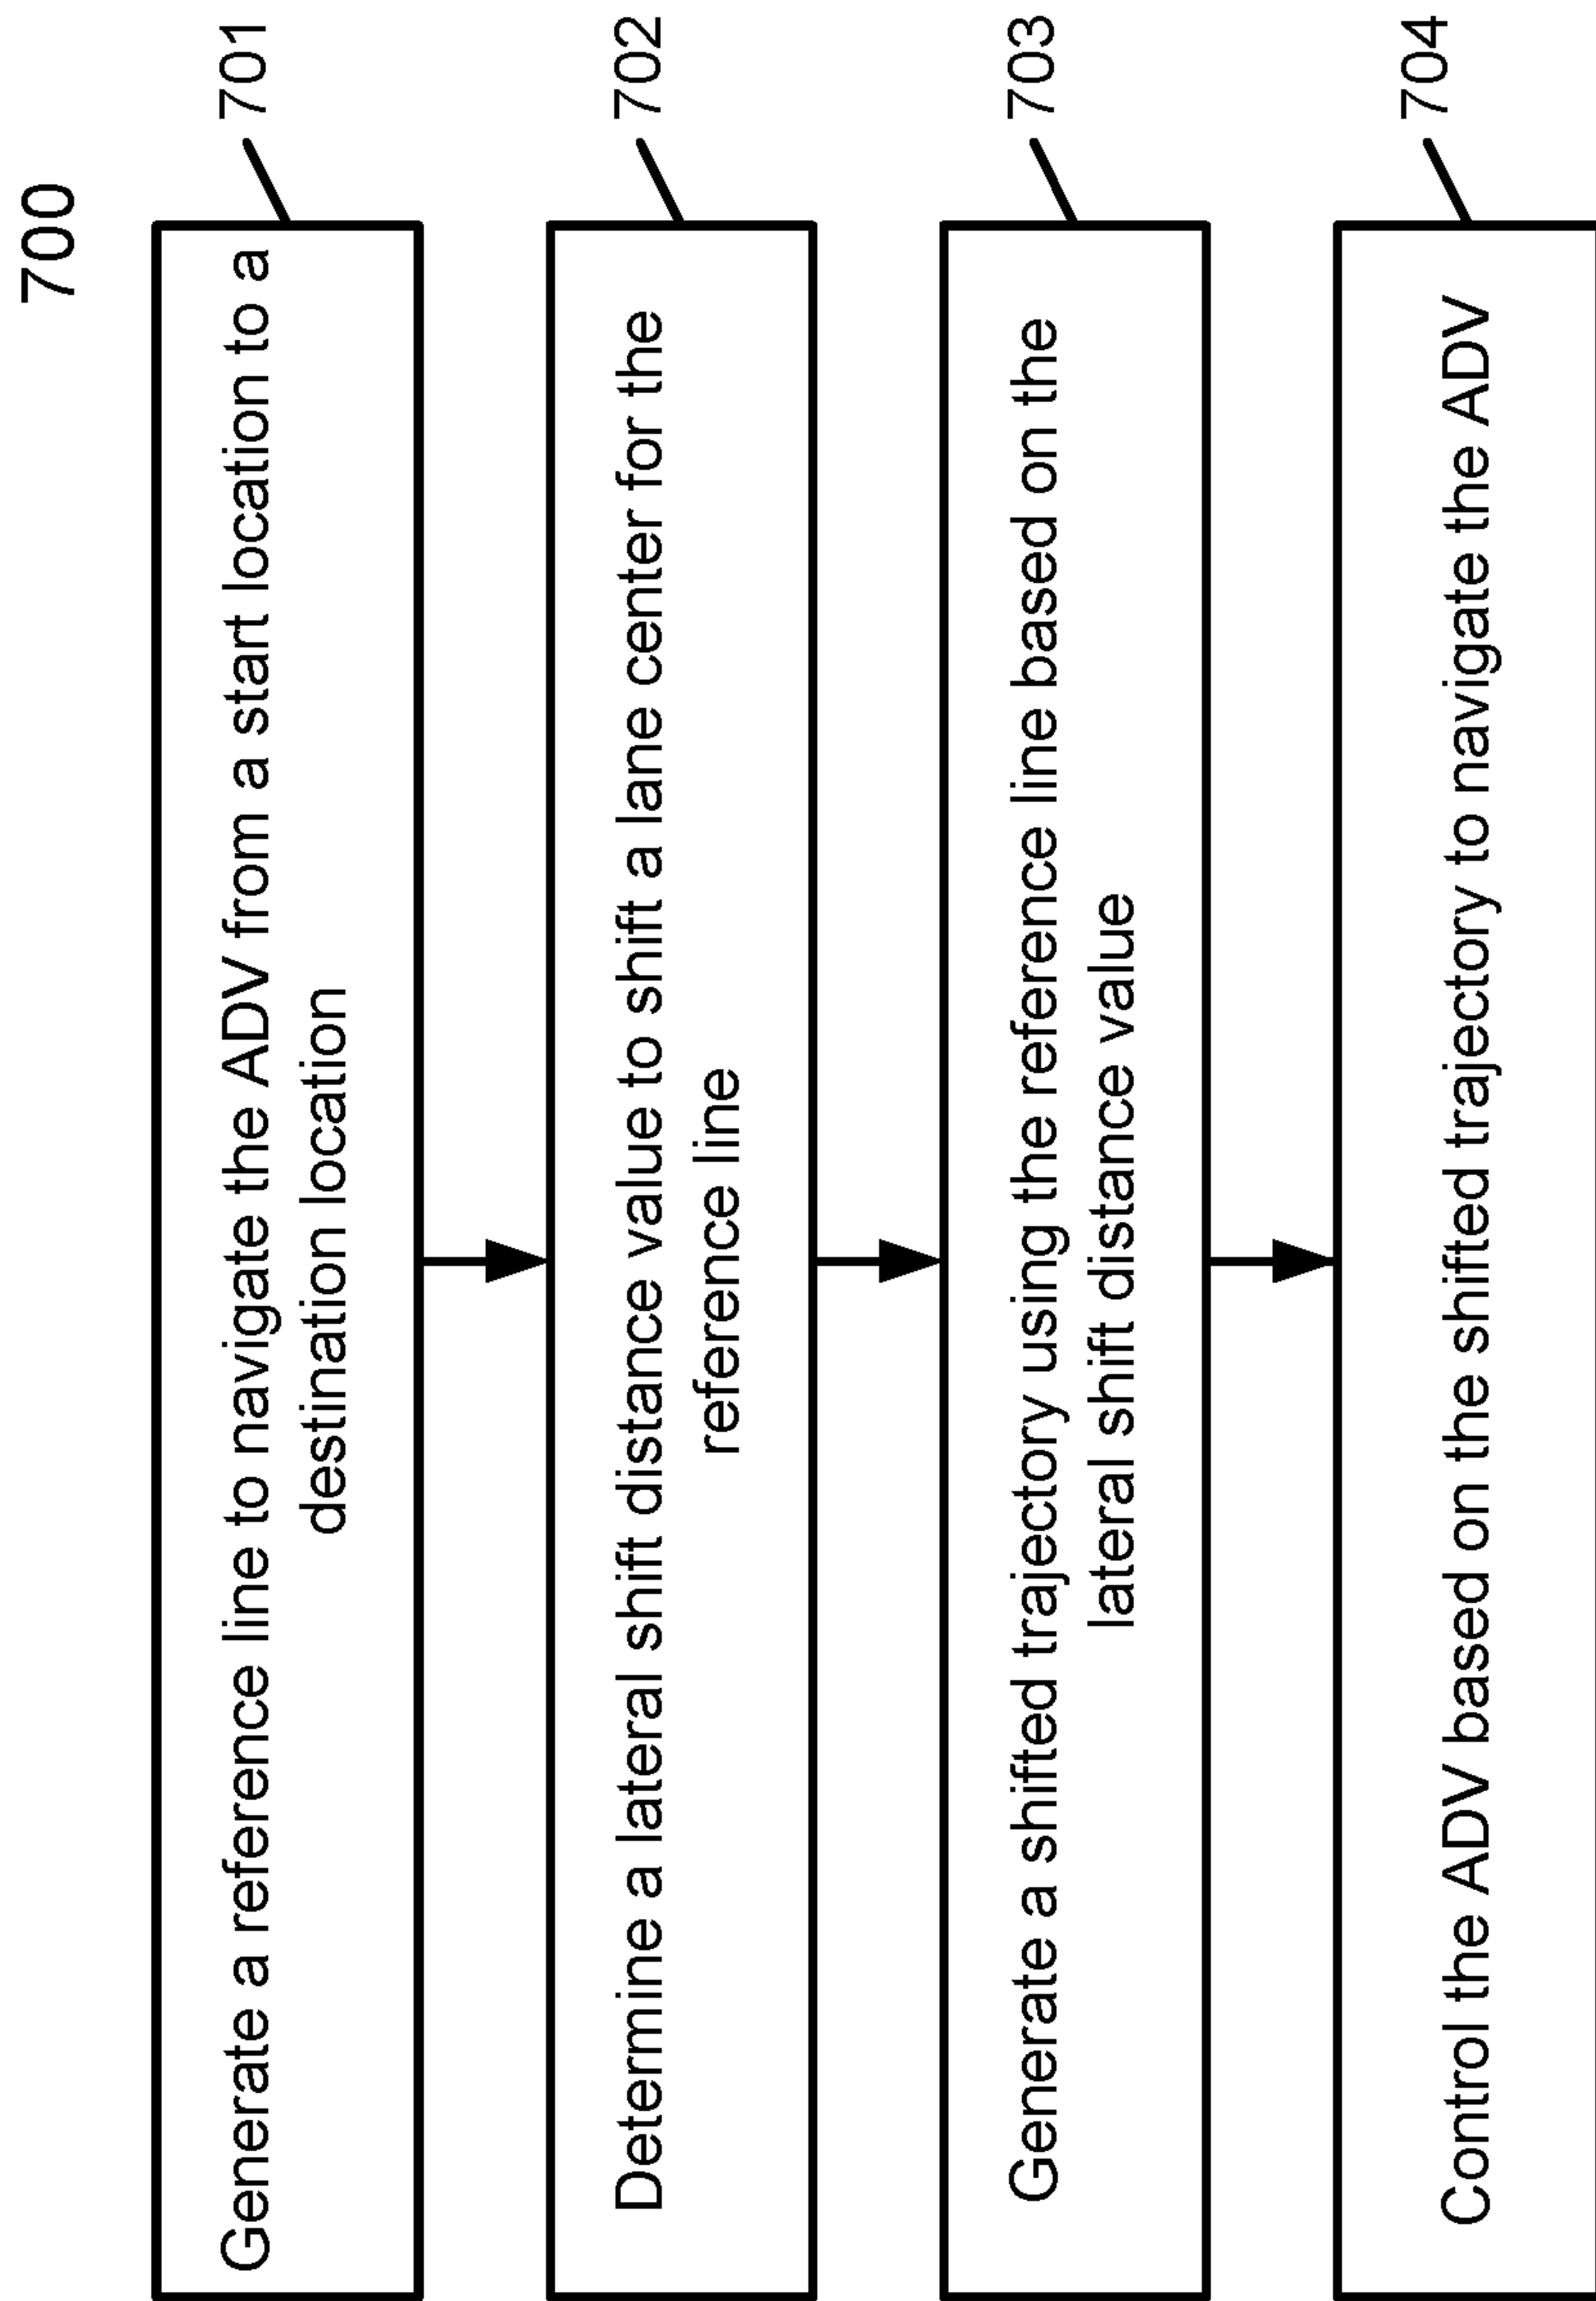 700
Generate a reference line to navigate the ADV from a start location to a
destination location
701
Determine a lateral shift distance value to shift a lane center for the
reference line
702
Generate a shifted trajectory using the reference line based on the
lateral shift distance value
703
Control the ADV based on the shifted trajectory to navigate the ADV
704